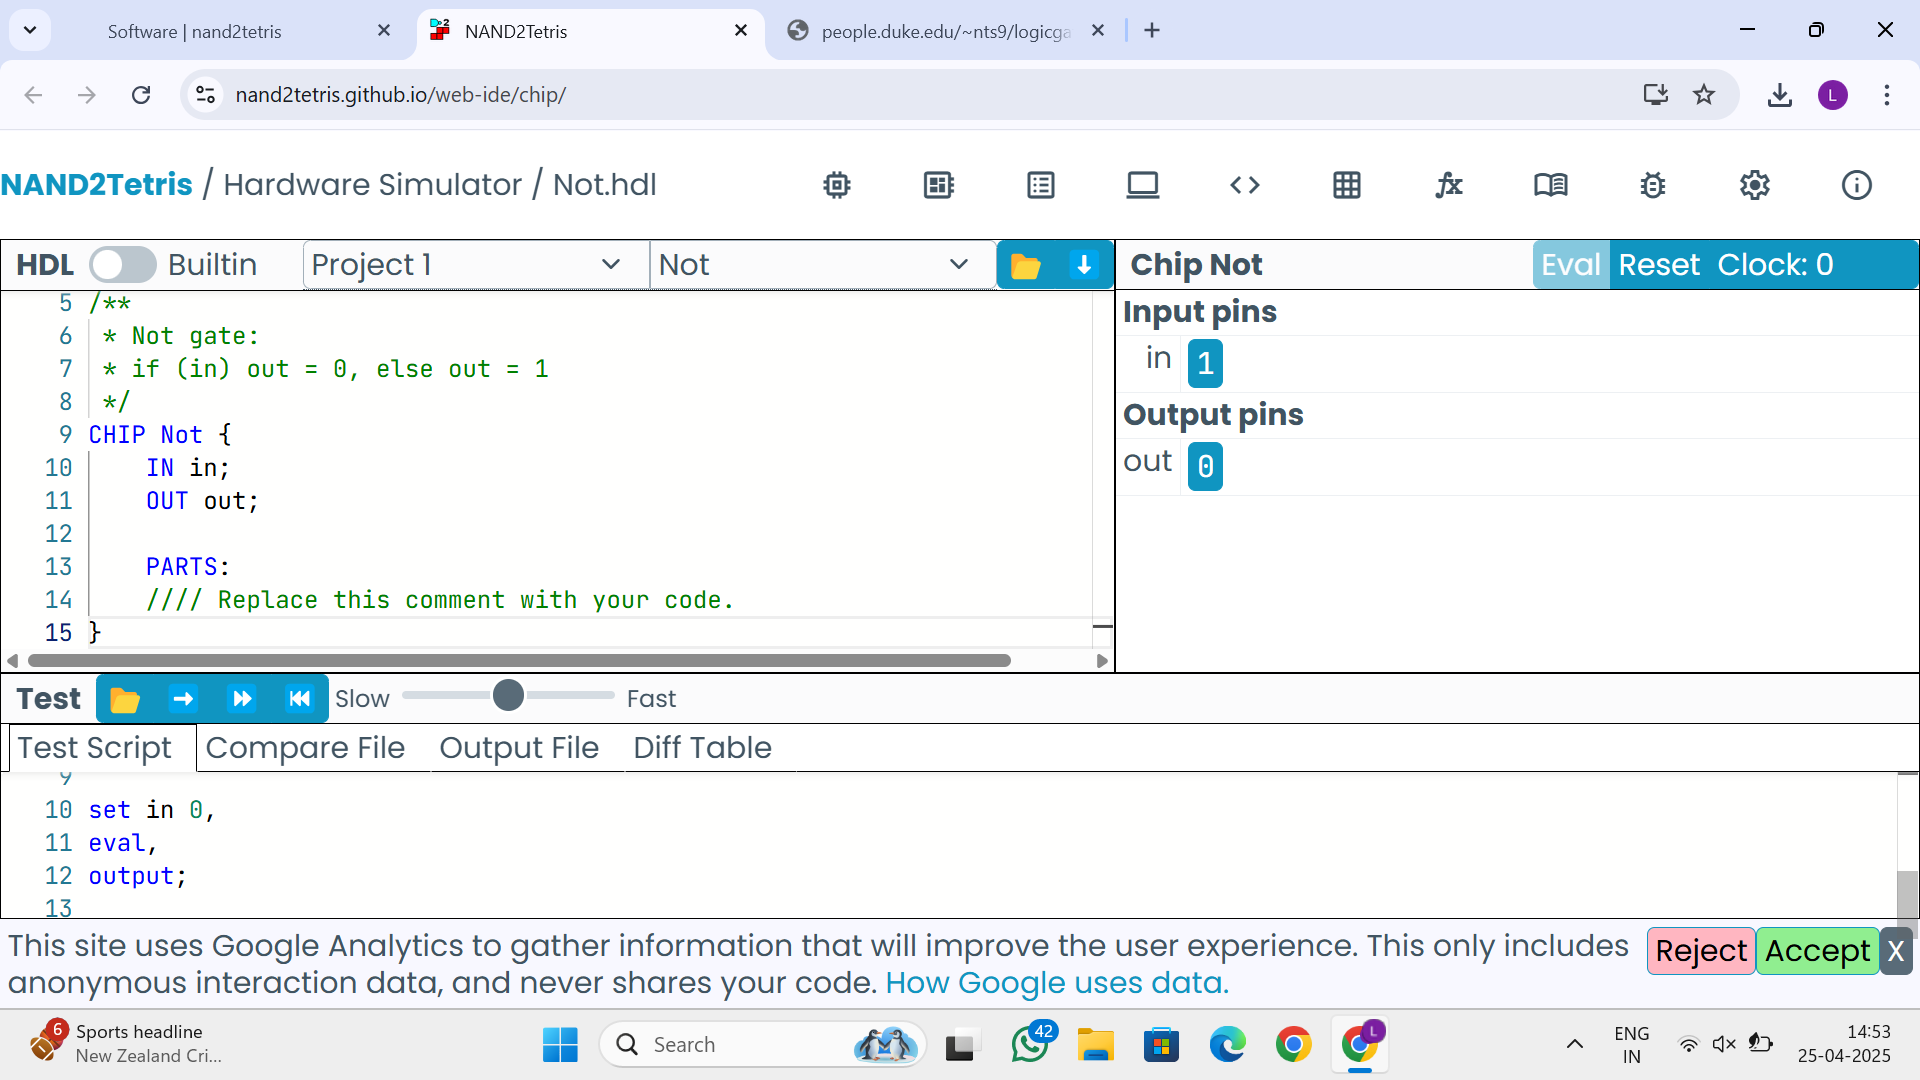 Software | nand2tetris
NAND2Tetris
people.duke.edu/~nts9/logicga
nand2tetris.github.io/web-ide/chip/
L
NAND2Tetris / Hardware Simulator / Not.hdl
HDL Builtin Project 1 Not
Chip Not Eval Reset Clock: 0
5 /**
6 * Not gate:
7 * if (in) out = 0, else out = 1
8 */
9 CHIP Not {
10 IN in;
11 OUT out;
12
13 PARTS:
14 //// Replace this comment with your code.
15 }
Input pins
in 1
Output pins
out 0
Test Slow Fast
Test Script Compare File Output File Diff Table
9
10 set in 0,
11 eval,
12 output;
13
This site uses Google Analytics to gather information that will improve the user experience. This only includes
anonymous interaction data, and never shares your code. How Google uses data.
Reject Accept X
6
Sports headline
New Zealand Cri...
Search
42
L
ENG
IN
14:53
25-04-2025